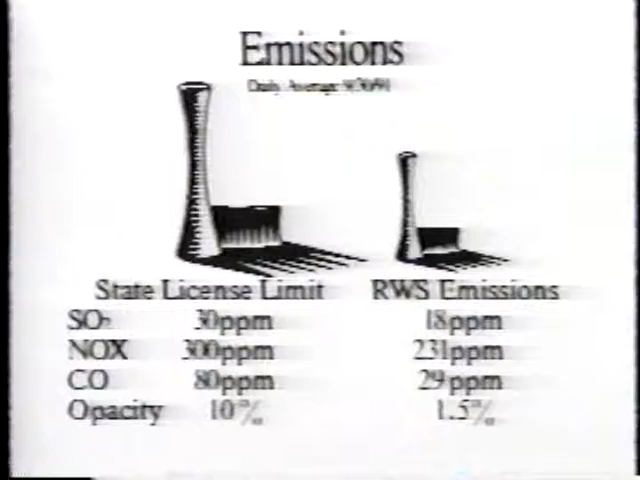 Emissions
Daily Average 9/30/91
State License Limit RWS Emissions
SO₂ 30ppm 18ppm
NOX 300ppm 231ppm
CO 80ppm 29ppm
Opacity 10% 1.5%